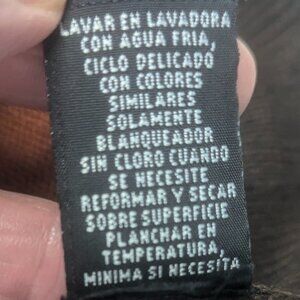 LAVAR EN LAVADORA
CON AGUA FRIA,
CICLO DELICADO
CON COLORES
SIMILARES
SOLAMENTE
BLANQUEADOR
SIN CLORO CUANDO
SE NECESITE
REFORMAR Y SECAR
SOBRE SUPERFICIE
PLANCHAR EN
TEMPERATURA,
MINIMA SI NECESITA